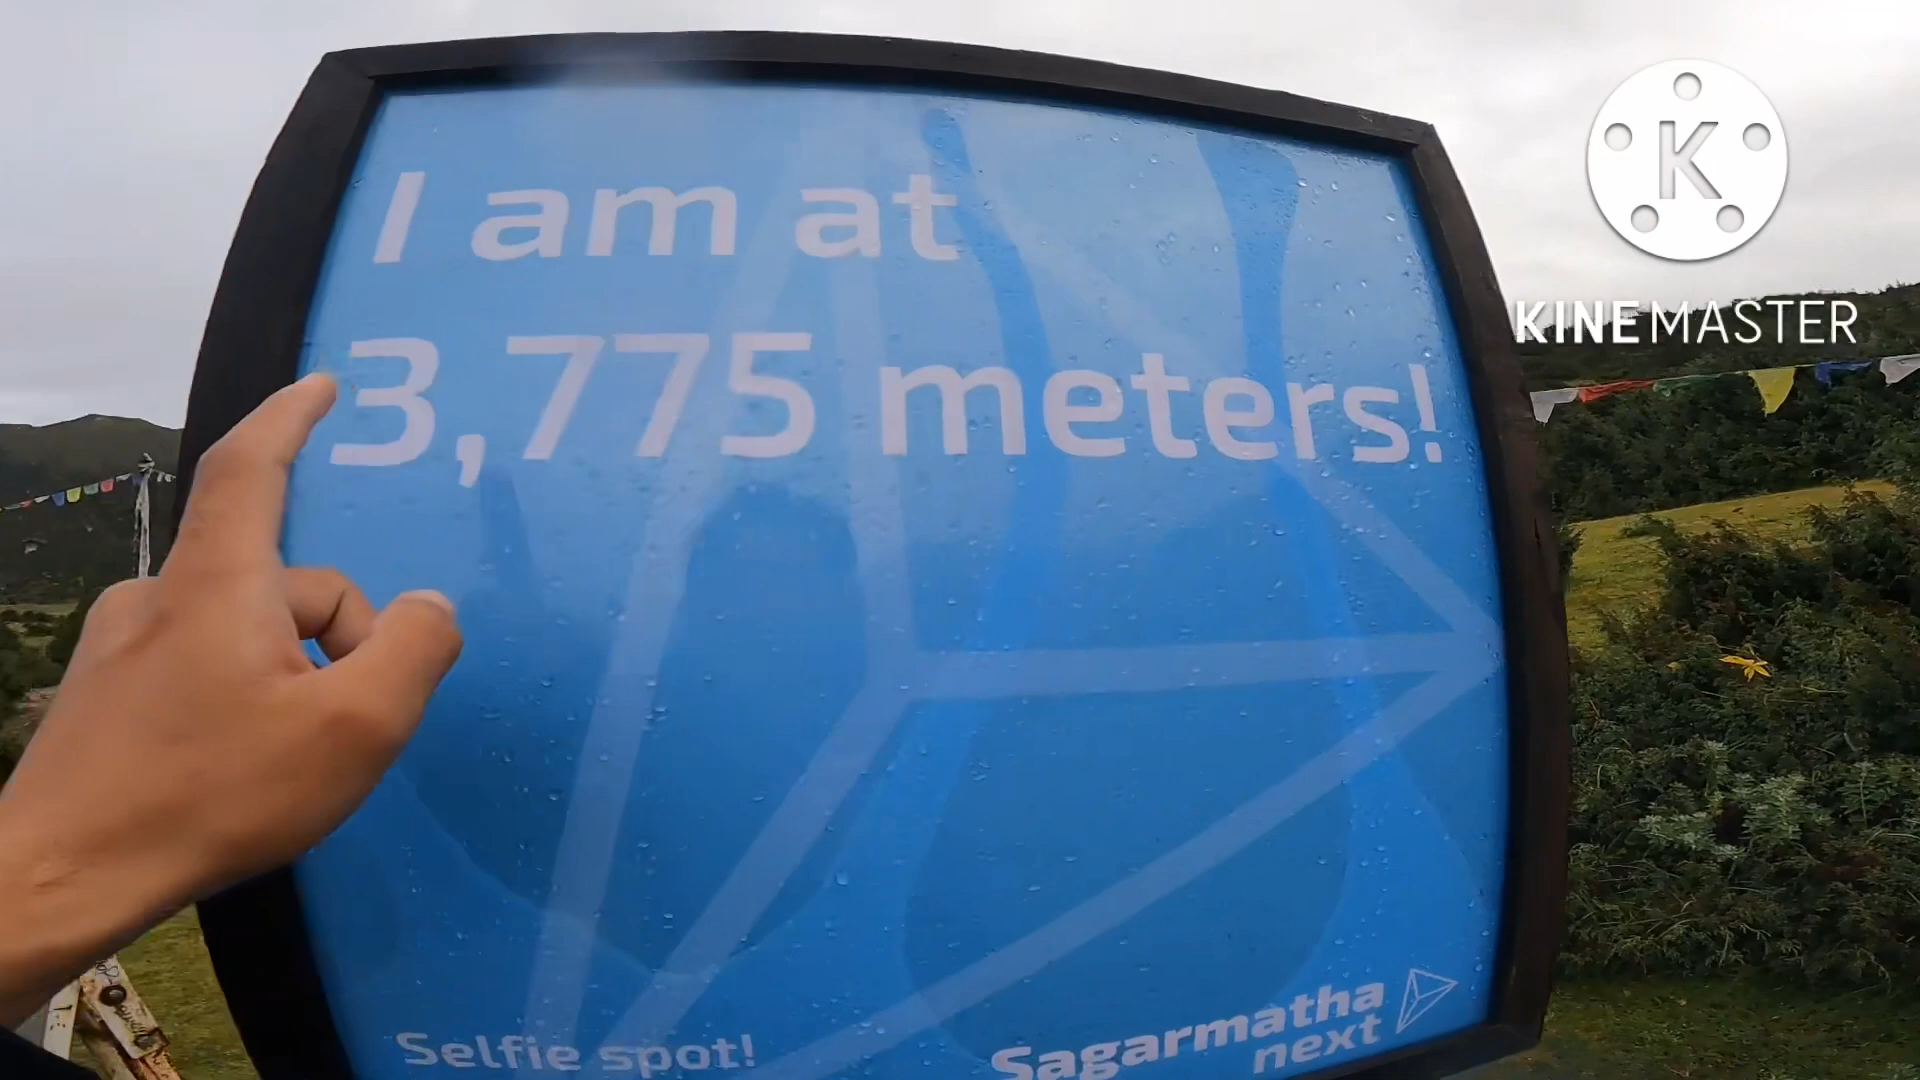 I am at
3,775 meters!
Selfie spot!
Sagarmatha
next
K
KINEMASTER